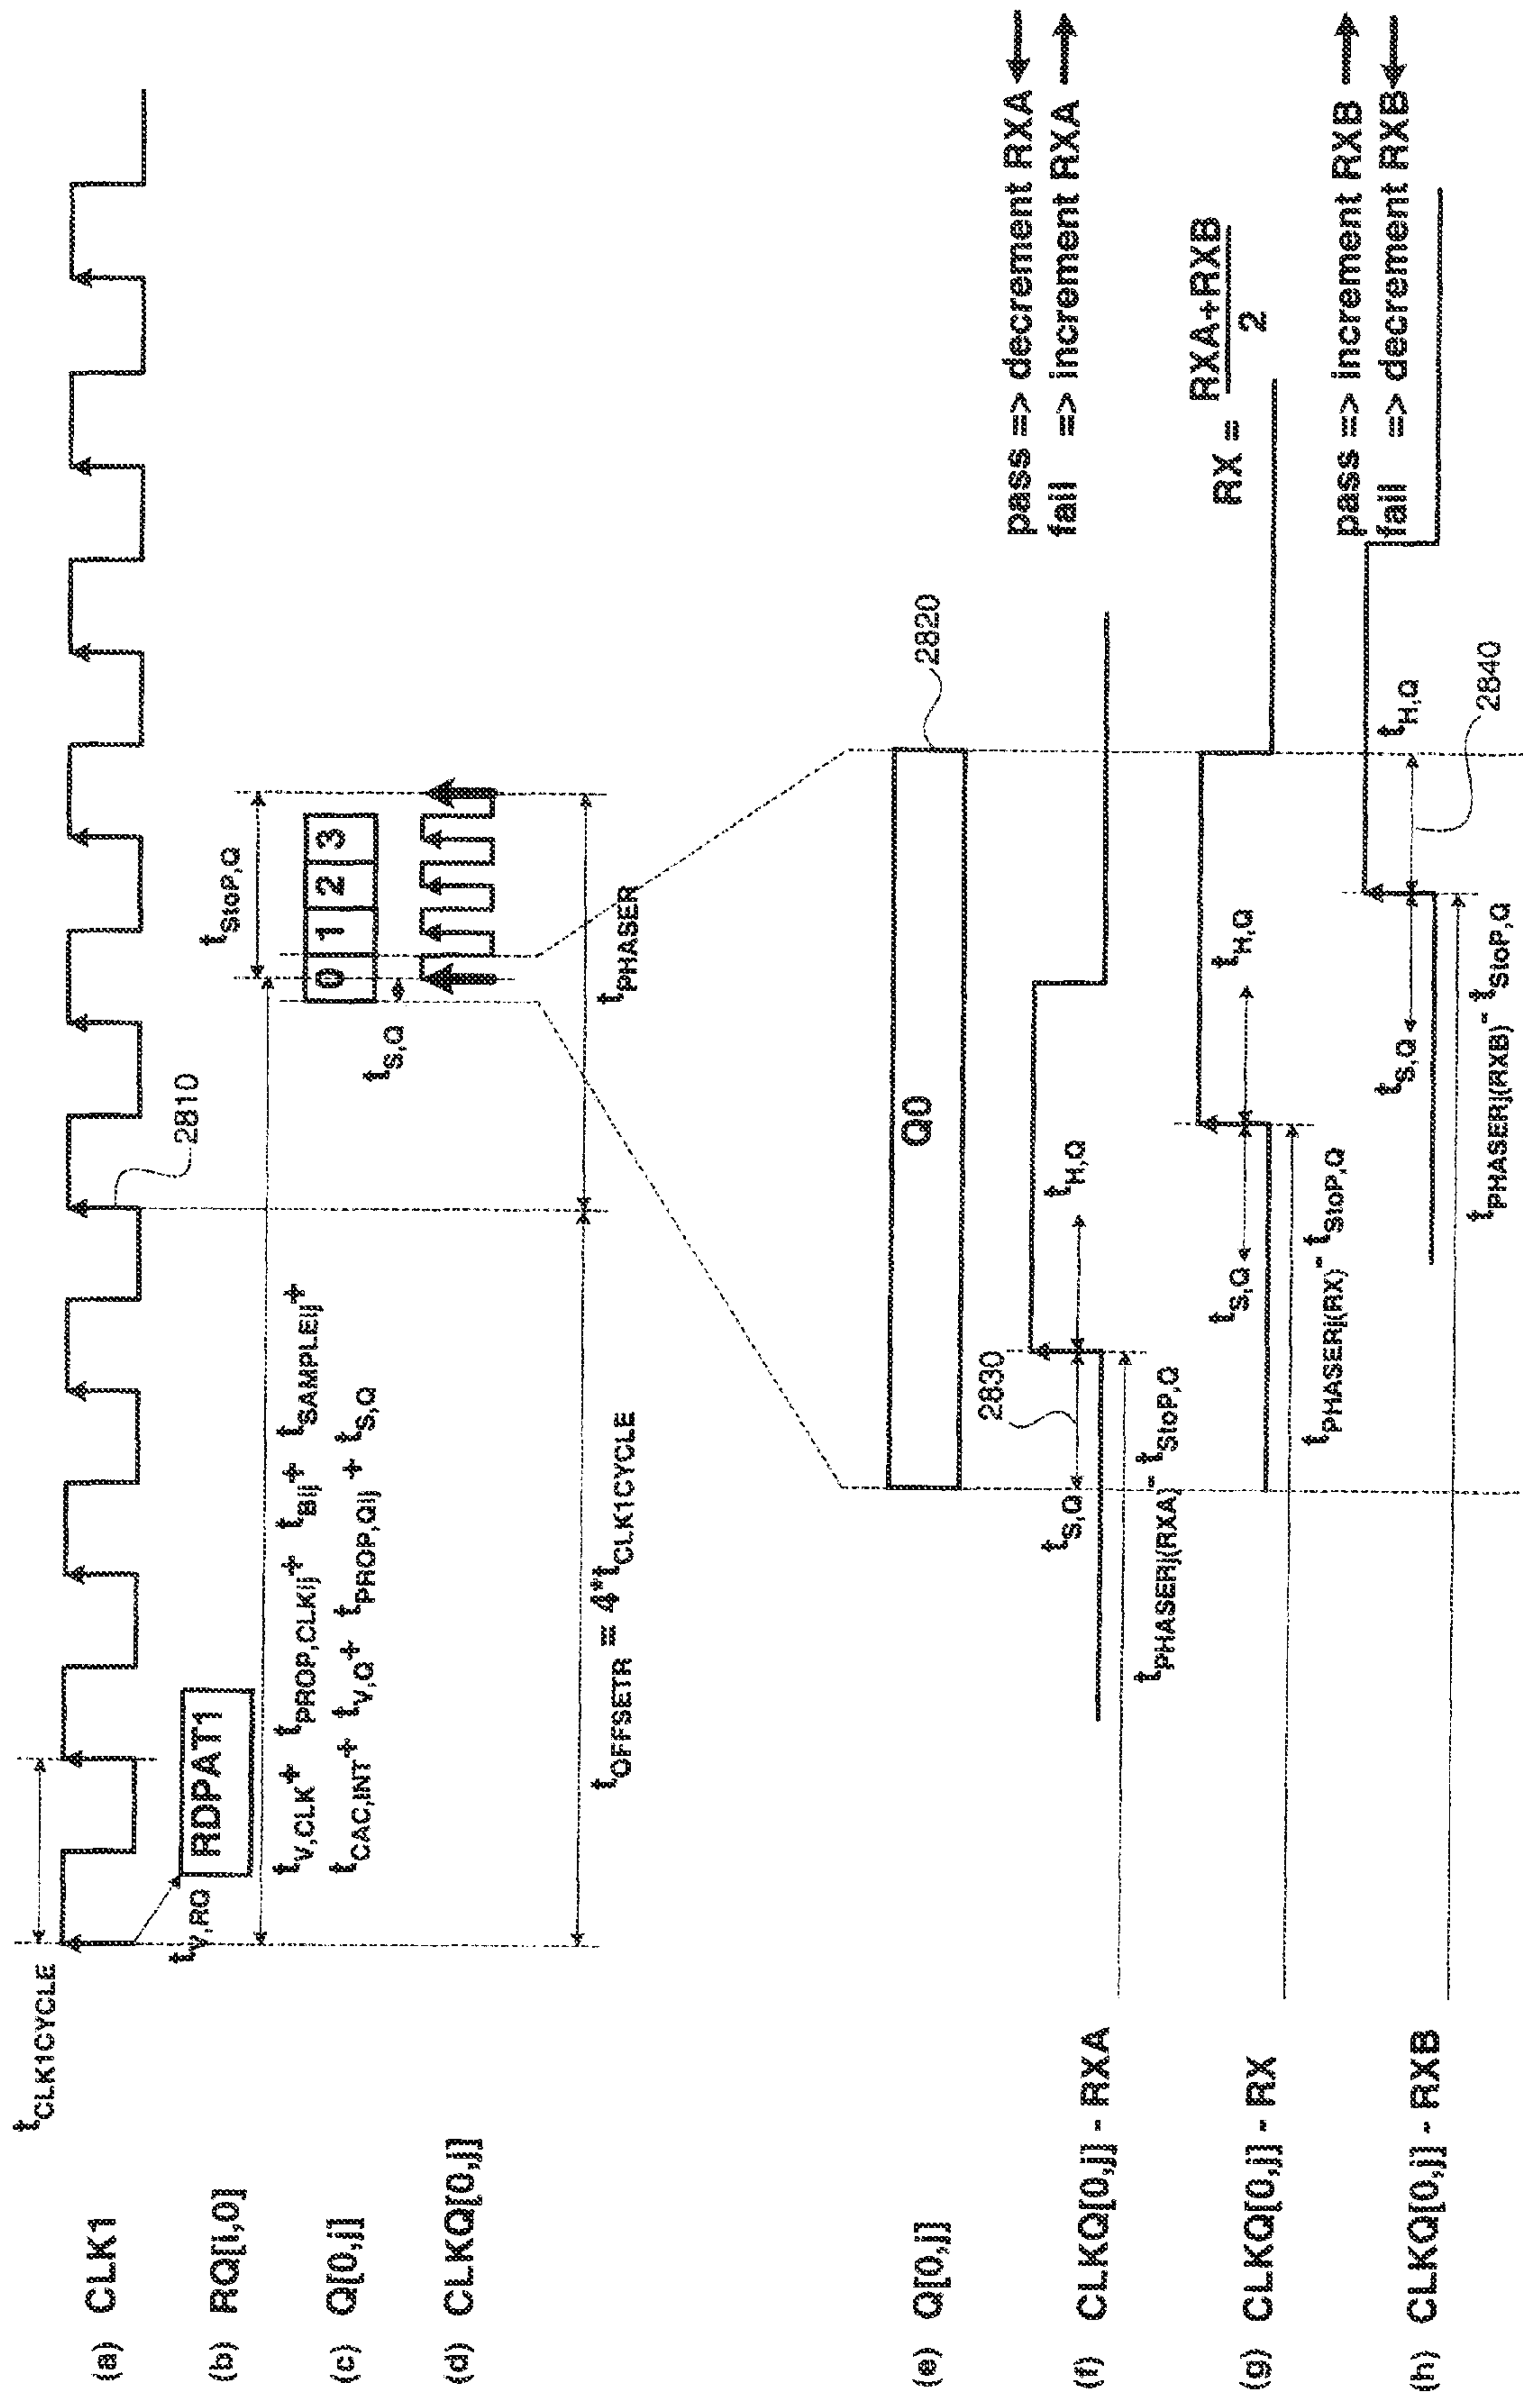 tCLK1CYCLE
(a) CLK1
2810
(b) RQ[i,0]
tV,RQ
RDPAT1
tV,CLK+ tPROP,CLKij+ tBij+ tSAMPLEij+
tCAC,INT+ tV,Q+ tPROP,Qij+ tS,Q
tStoP,Q
(c) Q[0,j]
0 1 2 3
tS,Q
(d) CLKQ[0,j]
tOFFSETR = 4*tCLK1CYCLE
tPHASER
(e) Q[0,j]
Q0
2820
(f) CLKQ[0,j] - RXA
pass => decrement RXA
fail => increment RXA
2830
tS,Q
tH,Q
tPHASERj(RXA) - tStoP,Q
(g) CLKQ[0,j] - RX
RX = RXA+RXB
2
tS,Q
tH,Q
tPHASERj(RX) - tStoP,Q
(h) CLKQ[0,j] - RXB
pass => increment RXB
fail => decrement RXB
tS,Q
tH,Q
2840
tPHASERj(RXB) - tStoP,Q